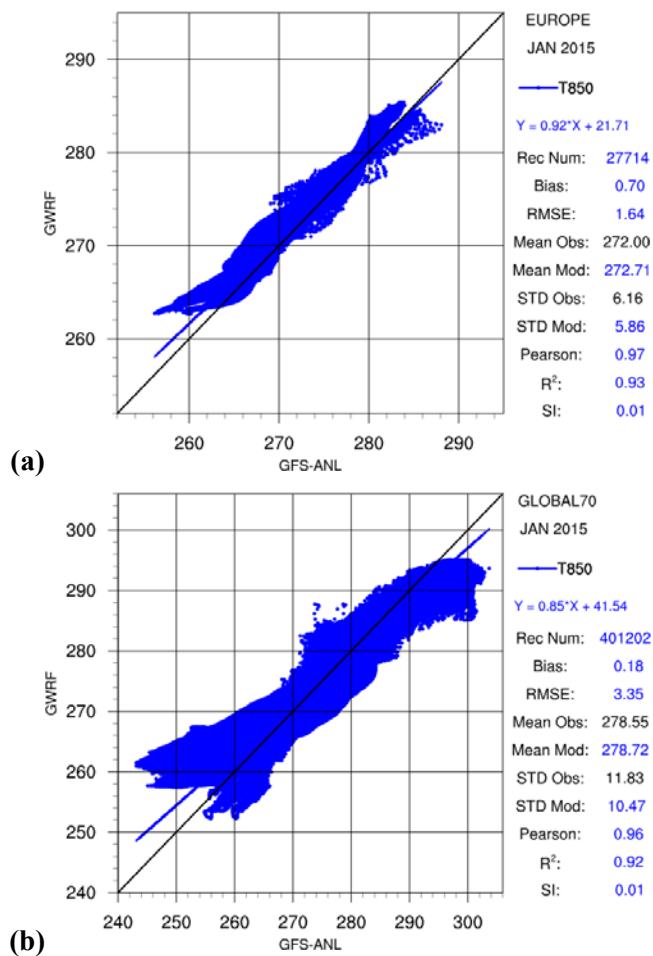 EUROPE
JAN 2015
T850
Y = 0.92*X + 21.71
Rec Num: 27714
Bias: 0.70
RMSE: 1.64
Mean Obs: 272.00
Mean Mod: 272.71
STD Obs: 6.16
STD Mod: 5.86
Pearson: 0.97
R²: 0.93
SI: 0.01
290
280
270
260
GWRF
260 270 280 290
GFS-ANL
(a)
GLOBAL70
JAN 2015
T850
Y = 0.85*X + 41.54
Rec Num: 401202
Bias: 0.18
RMSE: 3.35
Mean Obs: 278.55
Mean Mod: 278.72
STD Obs: 11.83
STD Mod: 10.47
Pearson: 0.96
R²: 0.92
SI: 0.01
300
290
280
270
260
250
240
GWRF
240 250 260 270 280 290 300
GFS-ANL
(b)